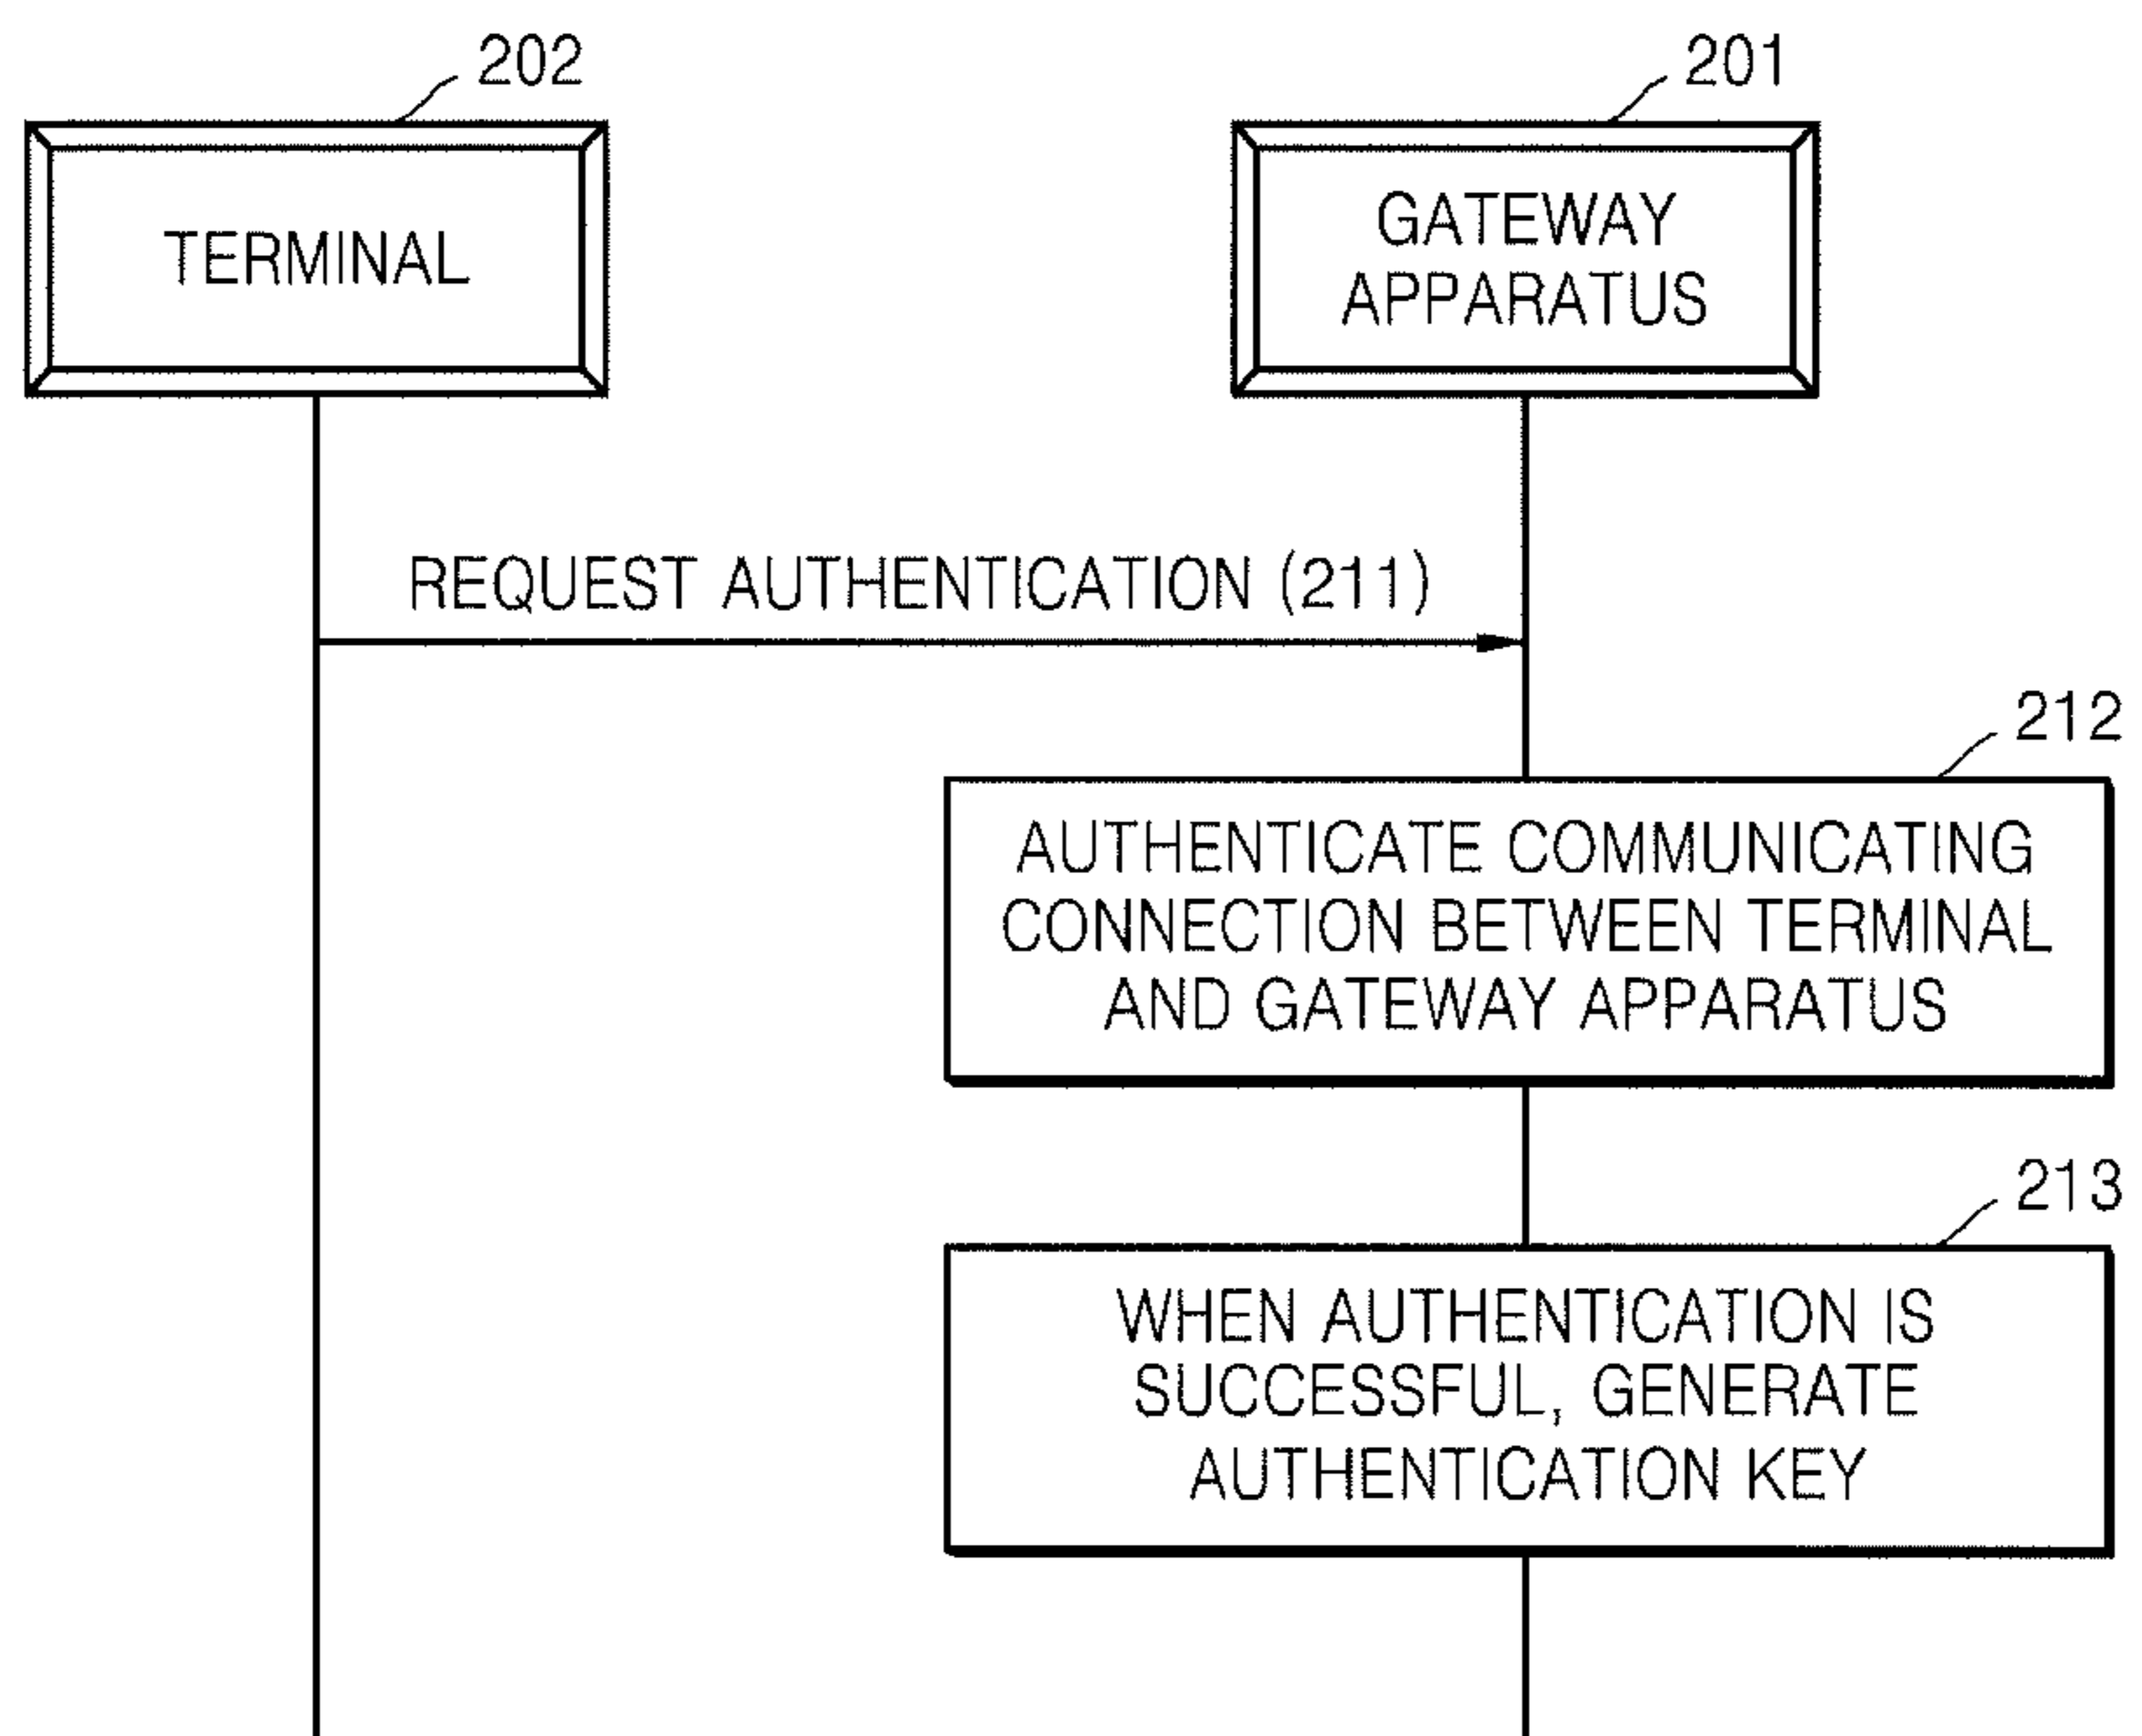 202
201
TERMINAL
GATEWAY
APPARATUS
REQUEST AUTHENTICATION (211)
212
AUTHENTICATE COMMUNICATING
CONNECTION BETWEEN TERMINAL
AND GATEWAY APPARATUS
213
WHEN AUTHENTICATION IS
SUCCESSFUL, GENERATE
AUTHENTICATION KEY